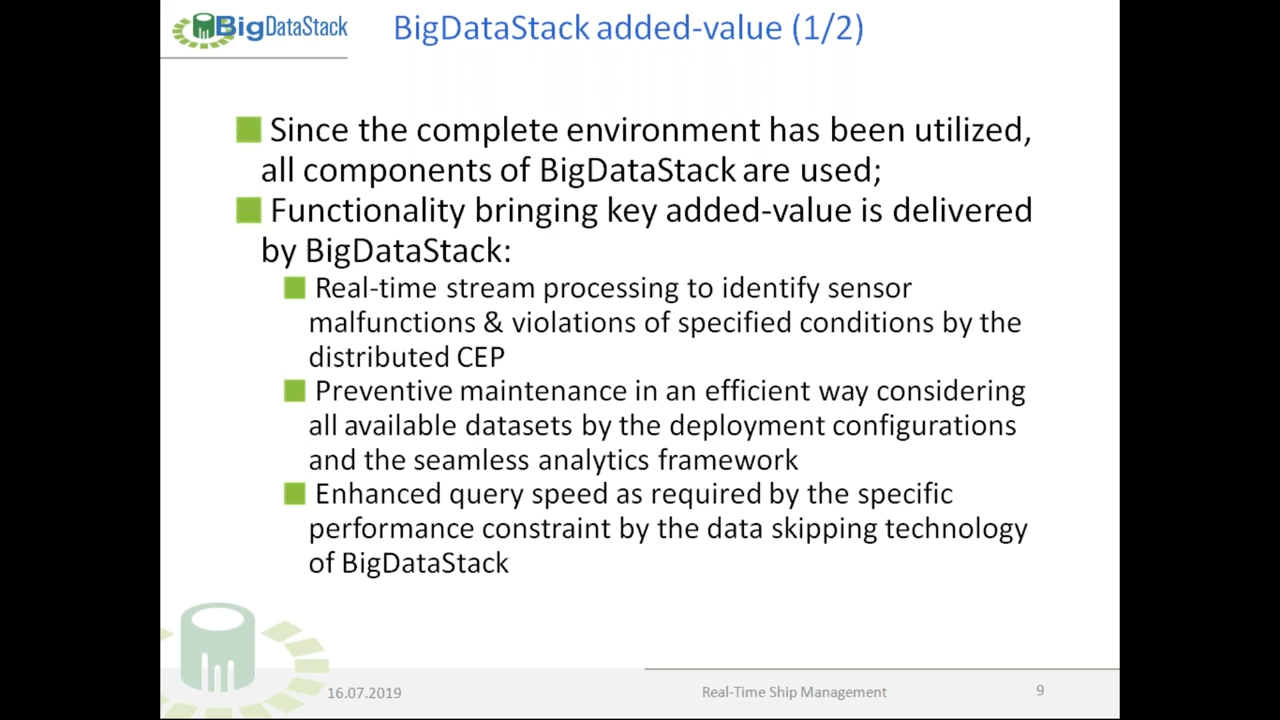 BigDataStack
BigDataStack added-value (1/2)
Since the complete environment has been utilized,
all components of BigDataStack are used;
Functionality bringing key added-value is delivered
by BigDataStack:
Real-time stream processing to identify sensor
malfunctions & violations of specified conditions by the
distributed CEP
Preventive maintenance in an efficient way considering
all available datasets by the deployment configurations
and the seamless analytics framework
Enhanced query speed as required by the specific
performance constraint by the data skipping technology
of BigDataStack
16.07.2019
Real-Time Ship Management
9